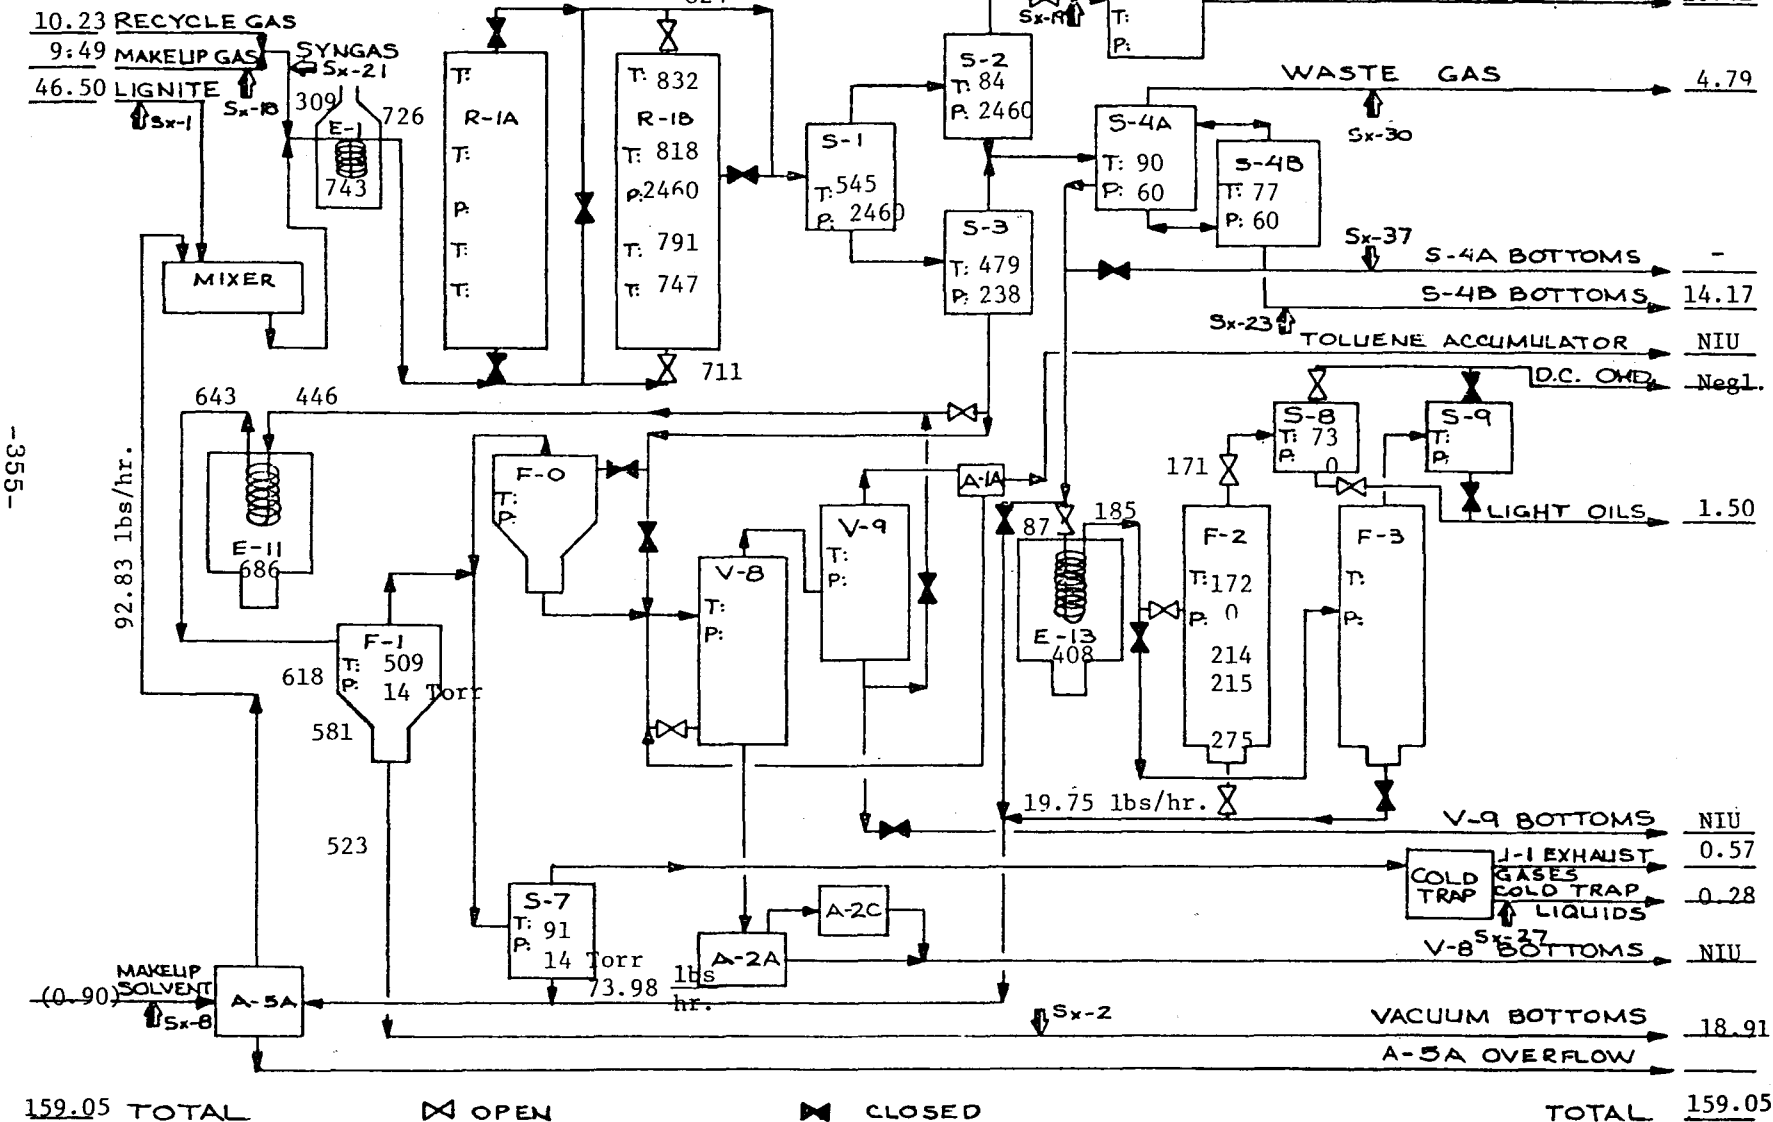 10.23 RECYCLE GAS
9:49 MAKEUP GAS
46.50 LIGNITE
SYNGAS
Sx-21
Sx-18
Sx-1
309
726
E-1
743
R-1A
T:
T:
P:
T:
T:
T: 832
R-1B
T: 818
P: 2460
T: 791
T: 747
711
S-1
T: 545
P: 2460
S-2
T: 84
P: 2460
S-3
T: 479
P: 238
Sx-19
T:
P:
WASTE GAS 4.79
Sx-30
S-4A
T: 90
P: 60
S-4B
T: 77
P: 60
Sx-37
S-4A BOTTOMS -
S-4B BOTTOMS 14.17
Sx-23
TOLUENE ACCUMULATOR NIU
D.C. OHD. Negl.
MIXER
643
446
-355-
92.83 lbs/hr.
E-11
686
F-0
T:
P:
F-1
T: 509
P: 14 Torr
618
581
523
V-8
T:
P:
V-9
T:
P:
A-1A
87
185
E-13
408
171
F-2
T: 172
P: 0
214
215
275
S-8
T: 73
P: 0
S-9
T:
P:
LIGHT OILS 1.50
F-3
T:
P:
19.75 lbs/hr.
V-9 BOTTOMS NIU
J-1 EXHAUST GASES 0.57
COLD TRAP
COLD TRAP LIQUIDS 0.28
Sx-27
V-8 BOTTOMS NIU
S-7
T: 91
P: 14 Torr
73.98 lbs hr.
A-2C
A-2A
(0.90) MAKEUP SOLVENT
Sx-8
A-5A
Sx-2
VACUUM BOTTOMS 18.91
A-5A OVERFLOW
159.05 TOTAL
OPEN
CLOSED
TOTAL 159.05